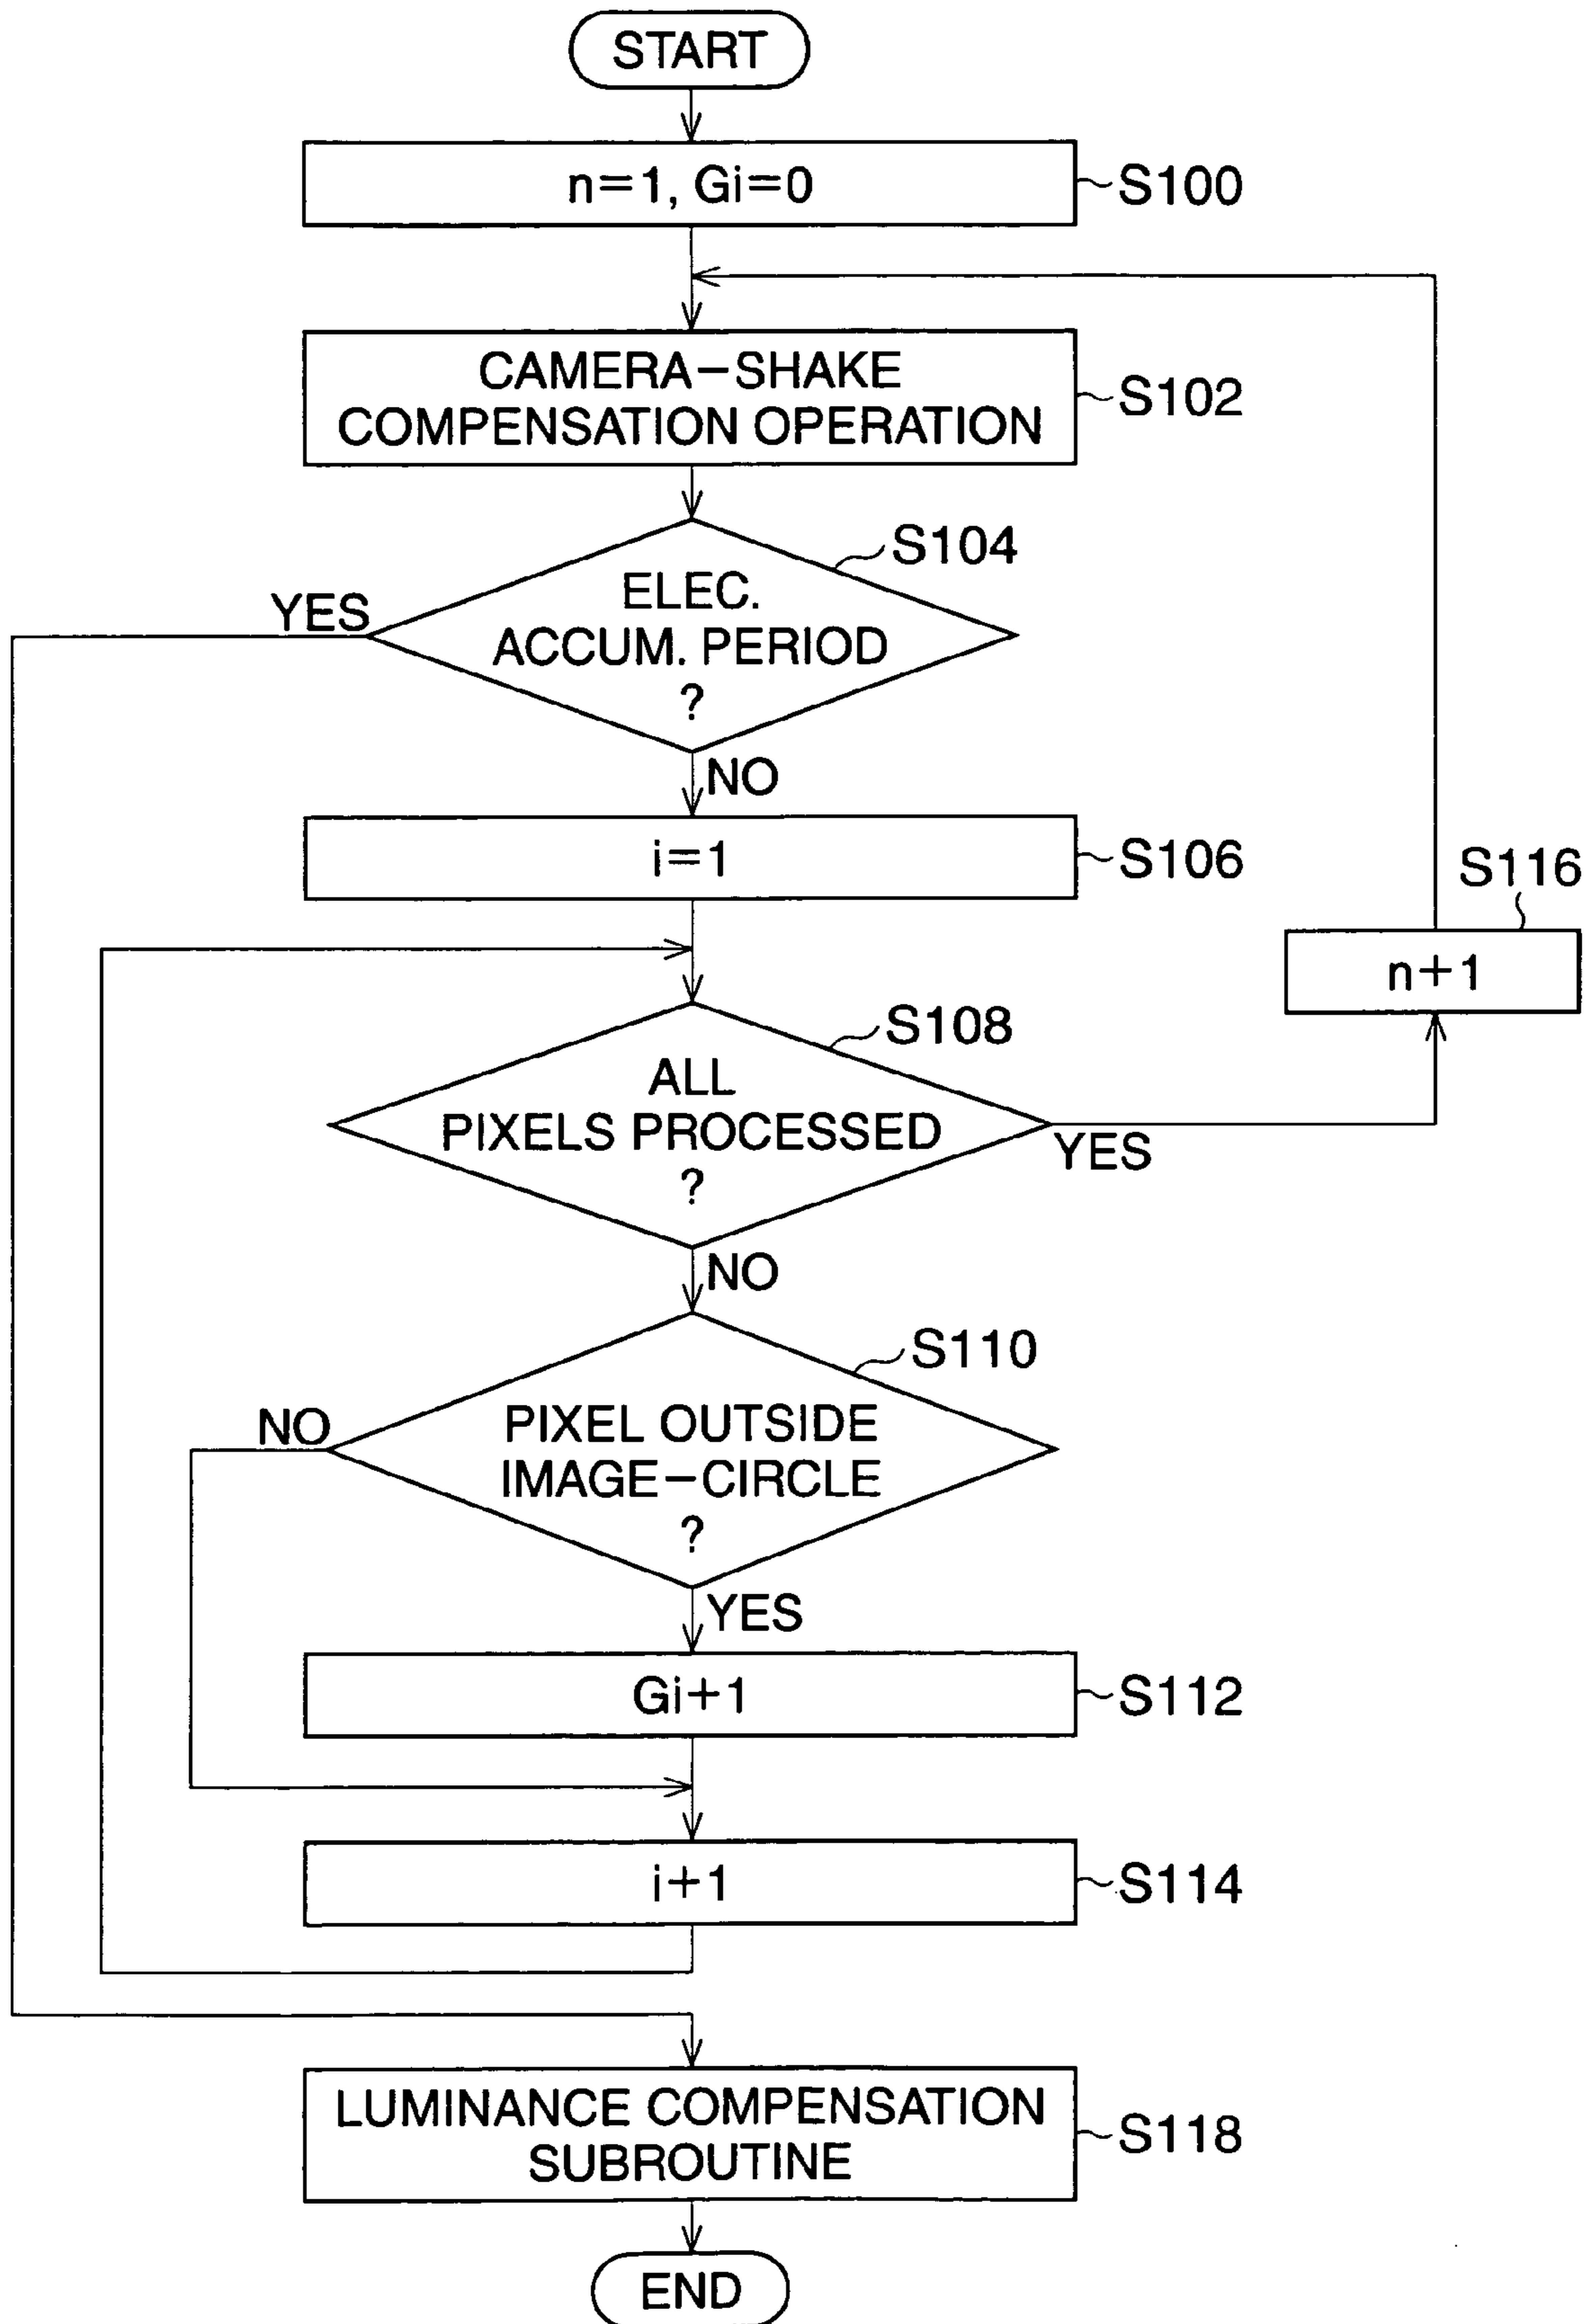 START
n=1, Gi=0
S100
CAMERA-SHAKE
COMPENSATION OPERATION
S102
S104
ELEC.
ACCUM. PERIOD
?
YES
NO
i=1
S106
S116
n+1
S108
ALL
PIXELS PROCESSED
?
YES
NO
S110
PIXEL OUTSIDE
IMAGE-CIRCLE
?
NO
YES
Gi+1
S112
i+1
S114
LUMINANCE COMPENSATION
SUBROUTINE
S118
END